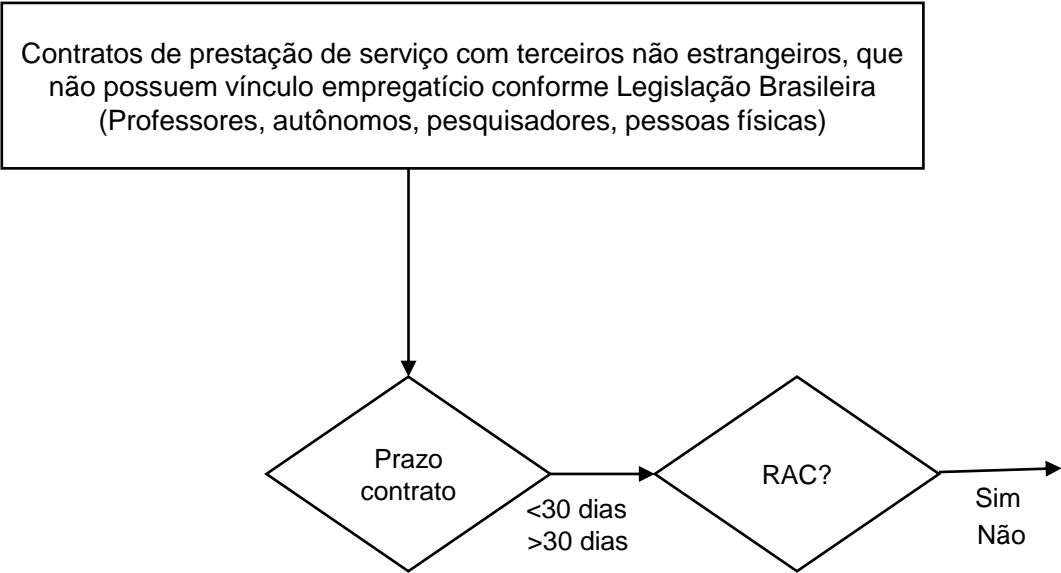 Contratos de prestação de serviço com terceiros não estrangeiros, que
não possuem vínculo empregatício conforme Legislação Brasileira
(Professores, autônomos, pesquisadores, pessoas físicas)
Prazo
contrato
<30 dias
>30 dias
RAC?
Sim
Não